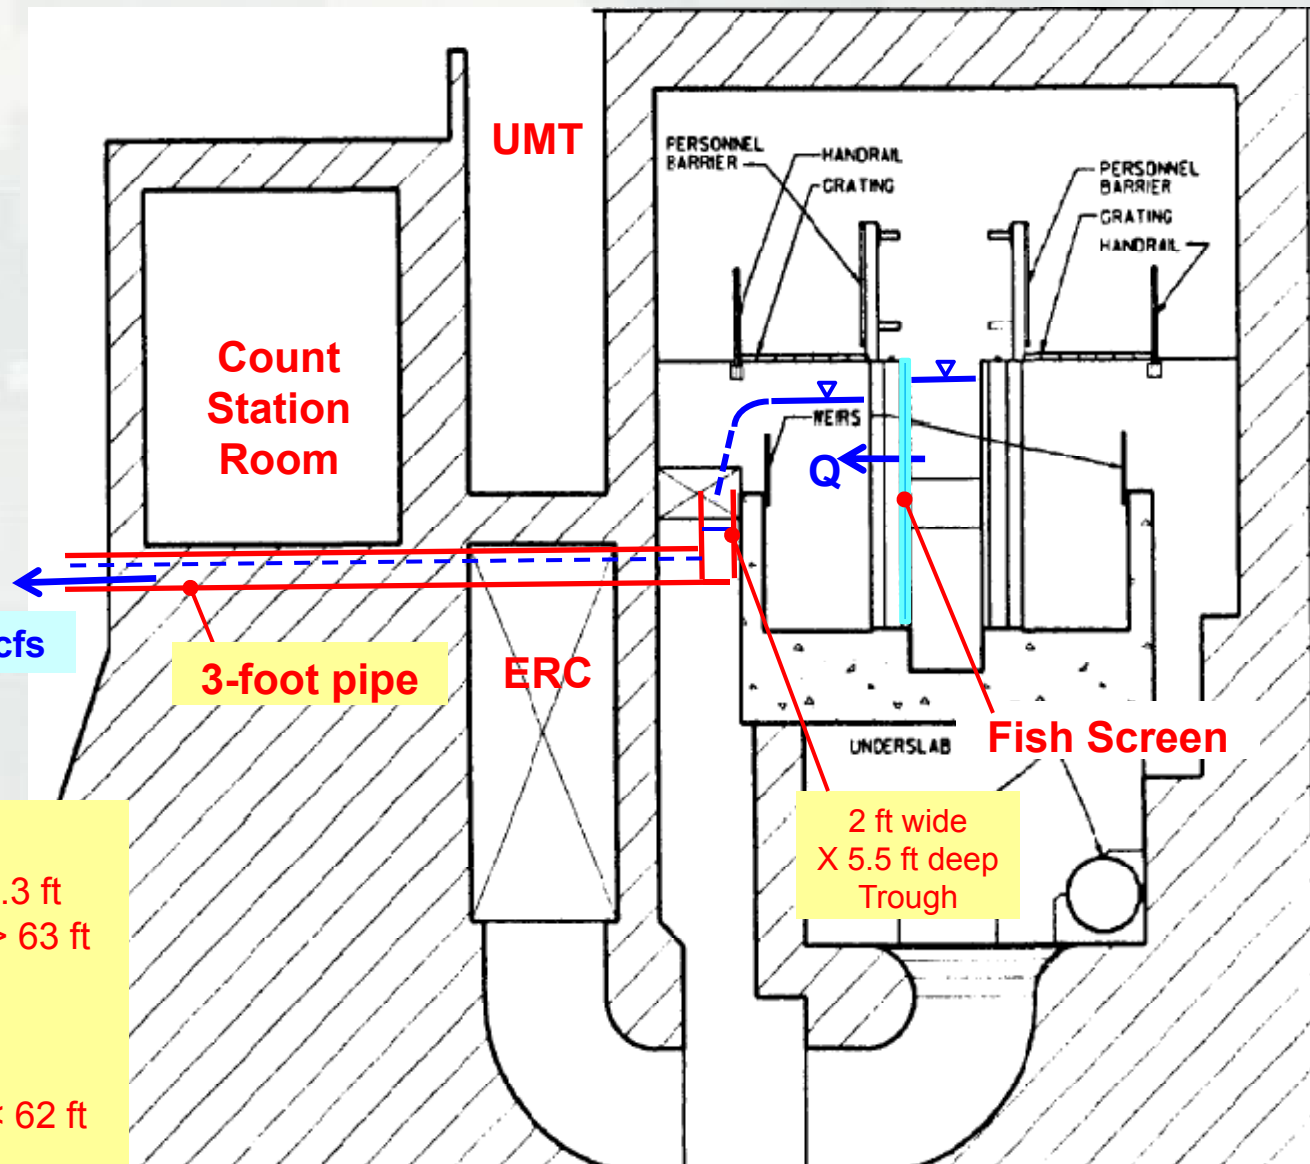 UMT
PERSONNEL
BARRIER
HANDRAIL
GRATING
PERSONNEL
BARRIER
GRATING
HANDRAIL
Count
Station
Room
WEIRS
Q
cfs
3-foot pipe
ERC
UNDERSLAB
Fish Screen
2 ft wide
X 5.5 ft deep
Trough
.3 ft
> 63 ft
< 62 ft